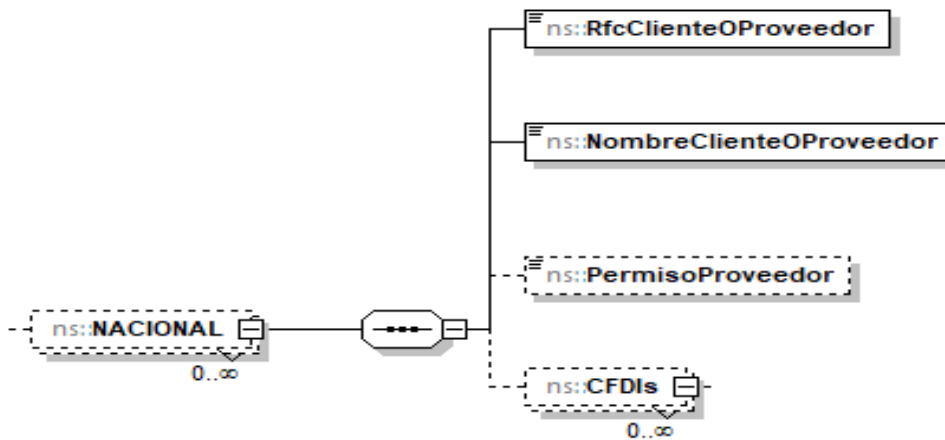 ns::RfcClienteOProveedor
ns::NombreClienteOProveedor
ns::PermisoProveedor
ns::NACIONAL
0..∞
ns::CFDIs
0..∞